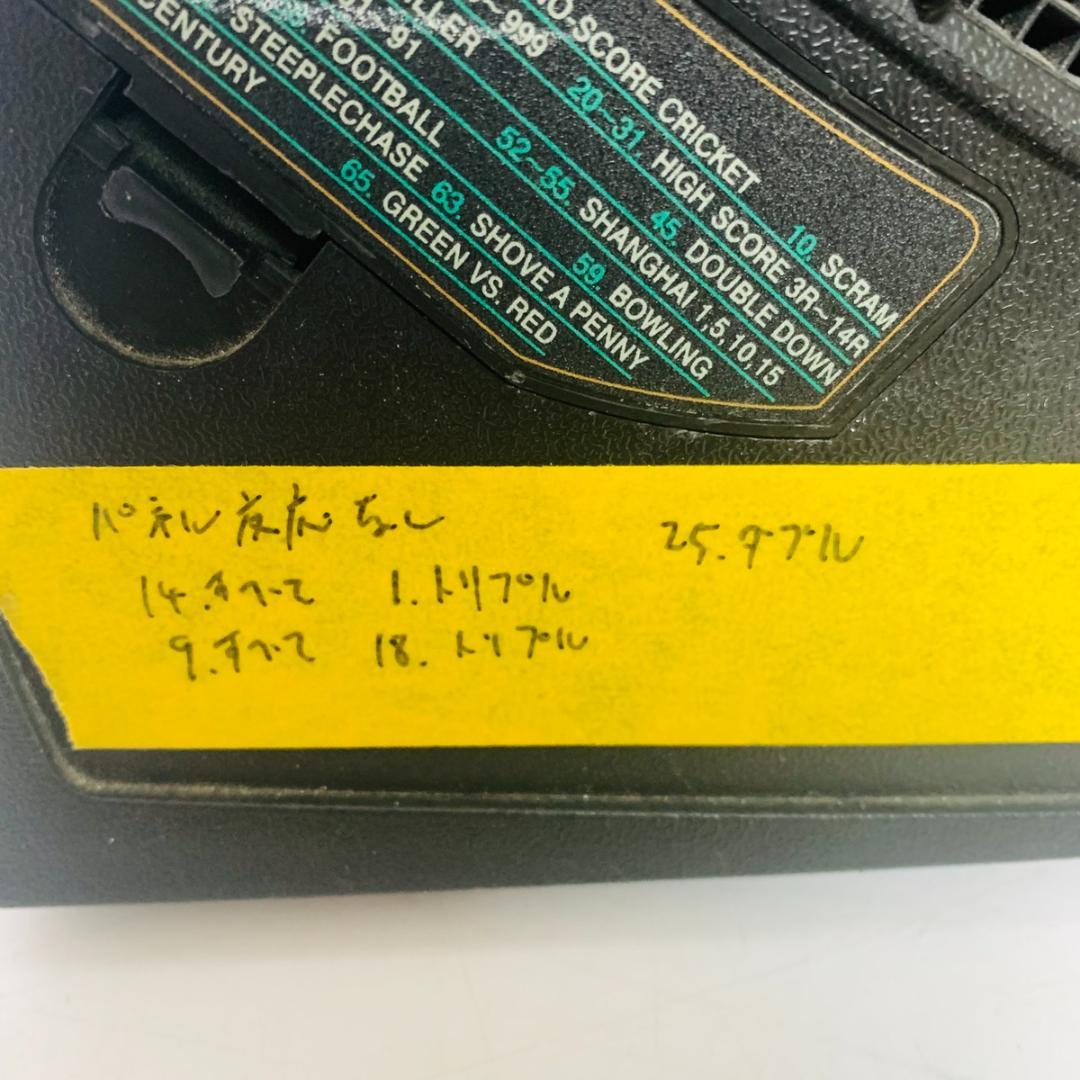 O-SCORE CRICKET
10. SCRAM
~999
20~31. HIGH SCORE 3R~14R
LLER
45. DOUBLE DOWN
~91
52~55. SHANGHAI 1,5,10,15
FOOTBALL
59. BOWLING
STEEPLECHASE
63. SHOVE A PENNY
CENTURY
65. GREEN VS. RED
パネル反応なし
25.ダブル
14.すべて 1.トリプル
9.すべて 18.トリプル